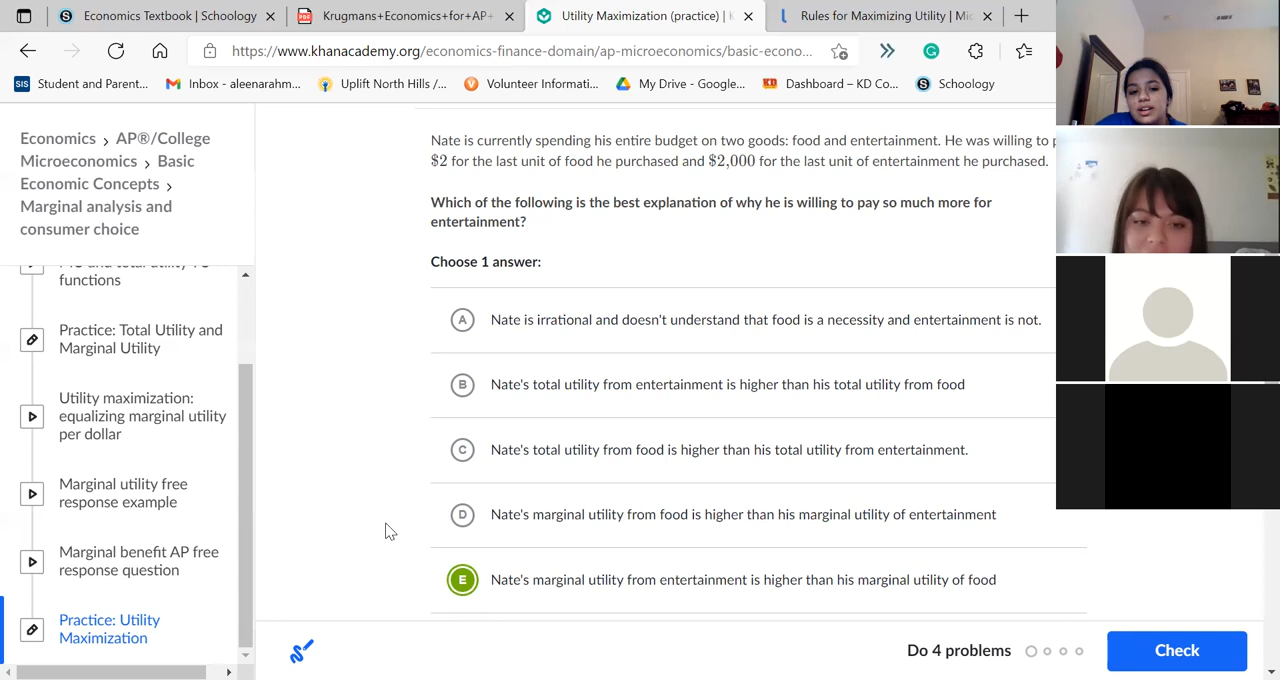 Economics Textbook | Schoology
Krugmans+Economics+for+AP+
Utility Maximization (practice) | K
Rules for Maximizing Utility | Mic
https://www.khanacademy.org/economics-finance-domain/ap-microeconomics/basic-econo...
SIS Student and Parent...
Inbox - aleenarahm...
Uplift North Hills /...
Volunteer Informati...
My Drive - Google...
KD Dashboard – KD Co...
S Schoology
Economics > AP®/College
Microeconomics > Basic
Economic Concepts >
Marginal analysis and
consumer choice
functions
Practice: Total Utility and
Marginal Utility
Utility maximization:
equalizing marginal utility
per dollar
Marginal utility free
response example
Marginal benefit AP free
response question
Practice: Utility
Maximization
Nate is currently spending his entire budget on two goods: food and entertainment. He was willing to p
$2 for the last unit of food he purchased and $2,000 for the last unit of entertainment he purchased.
Which of the following is the best explanation of why he is willing to pay so much more for
entertainment?
Choose 1 answer:
A Nate is irrational and doesn't understand that food is a necessity and entertainment is not.
B Nate's total utility from entertainment is higher than his total utility from food
C Nate's total utility from food is higher than his total utility from entertainment.
D Nate's marginal utility from food is higher than his marginal utility of entertainment
E Nate's marginal utility from entertainment is higher than his marginal utility of food
Do 4 problems
Check